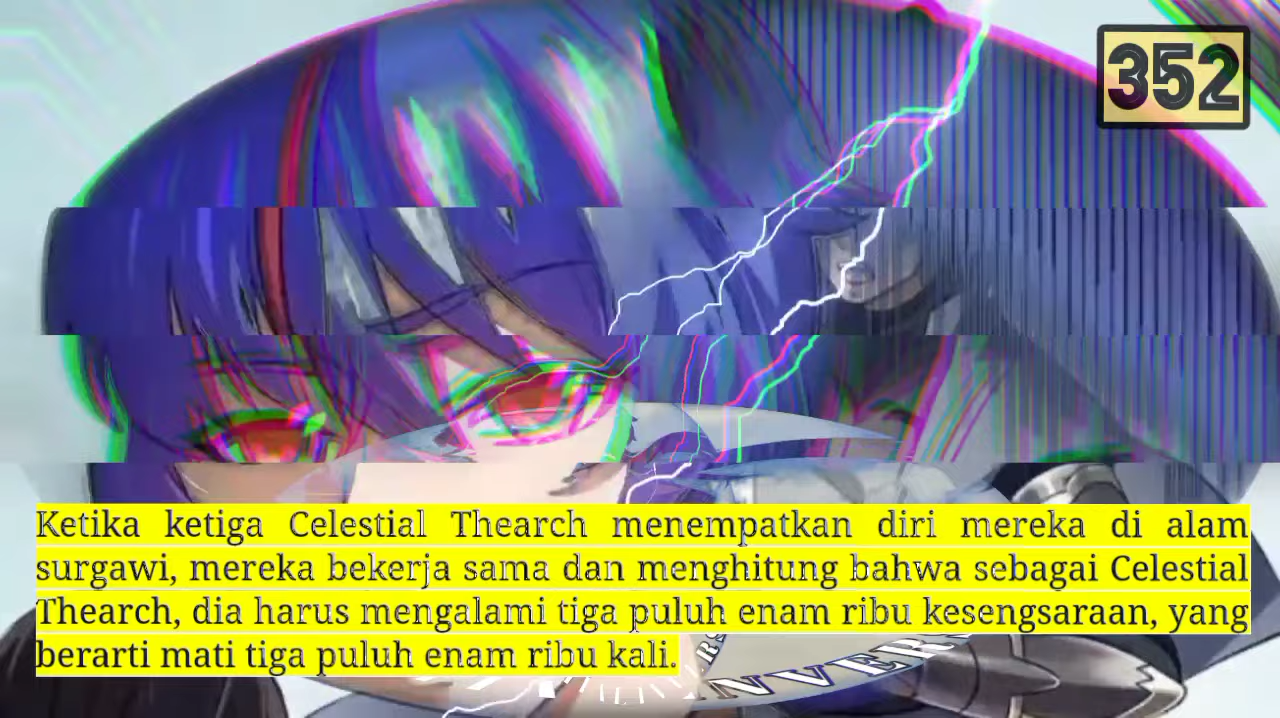 352
Ketika ketiga Celestial Thearch menempatkan diri mereka di alam
surgawi, mereka bekerja sama dan menghitung bahwa sebagai Celestial
Thearch, dia harus mengalami tiga puluh enam ribu kesengsaraan, yang
berarti mati tiga puluh enam ribu kali.